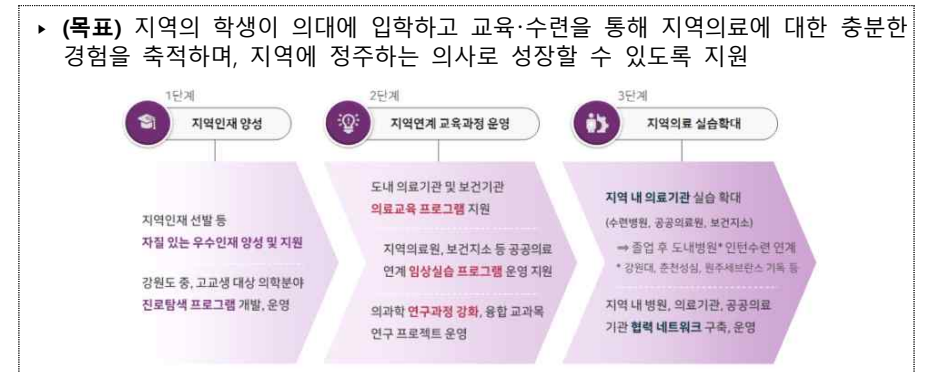 ▸ (목표) 지역의 학생이 의대에 입학하고 교육·수련을 통해 지역의료에 대한 충분한
경험을 축적하며, 지역에 정주하는 의사로 성장할 수 있도록 지원
1단계
지역인재 양성
지역인재 선발 등
자질 있는 우수인재 양성 및 지원
강원도 중, 고교생 대상 의학분야
진로탐색 프로그램 개발, 운영
2단계
지역연계 교육과정 운영
도내 의료기관 및 보건기관
의료교육 프로그램 지원
지역의료원, 보건지소 등 공공의료
연계 임상실습 프로그램 운영 지원
의과학 연구과정 강화, 융합 교과목
연구 프로젝트 운영
3단계
지역의료 실습확대
지역 내 의료기관 실습 확대
(수련병원, 공공의료원, 보건지소)
⇒ 졸업 후 도내병원* 인턴수련 연계
* 강원대, 춘천성심, 원주세브란스 기독 등
지역 내 병원, 의료기관, 공공의료
기관 협력 네트워크 구축, 운영